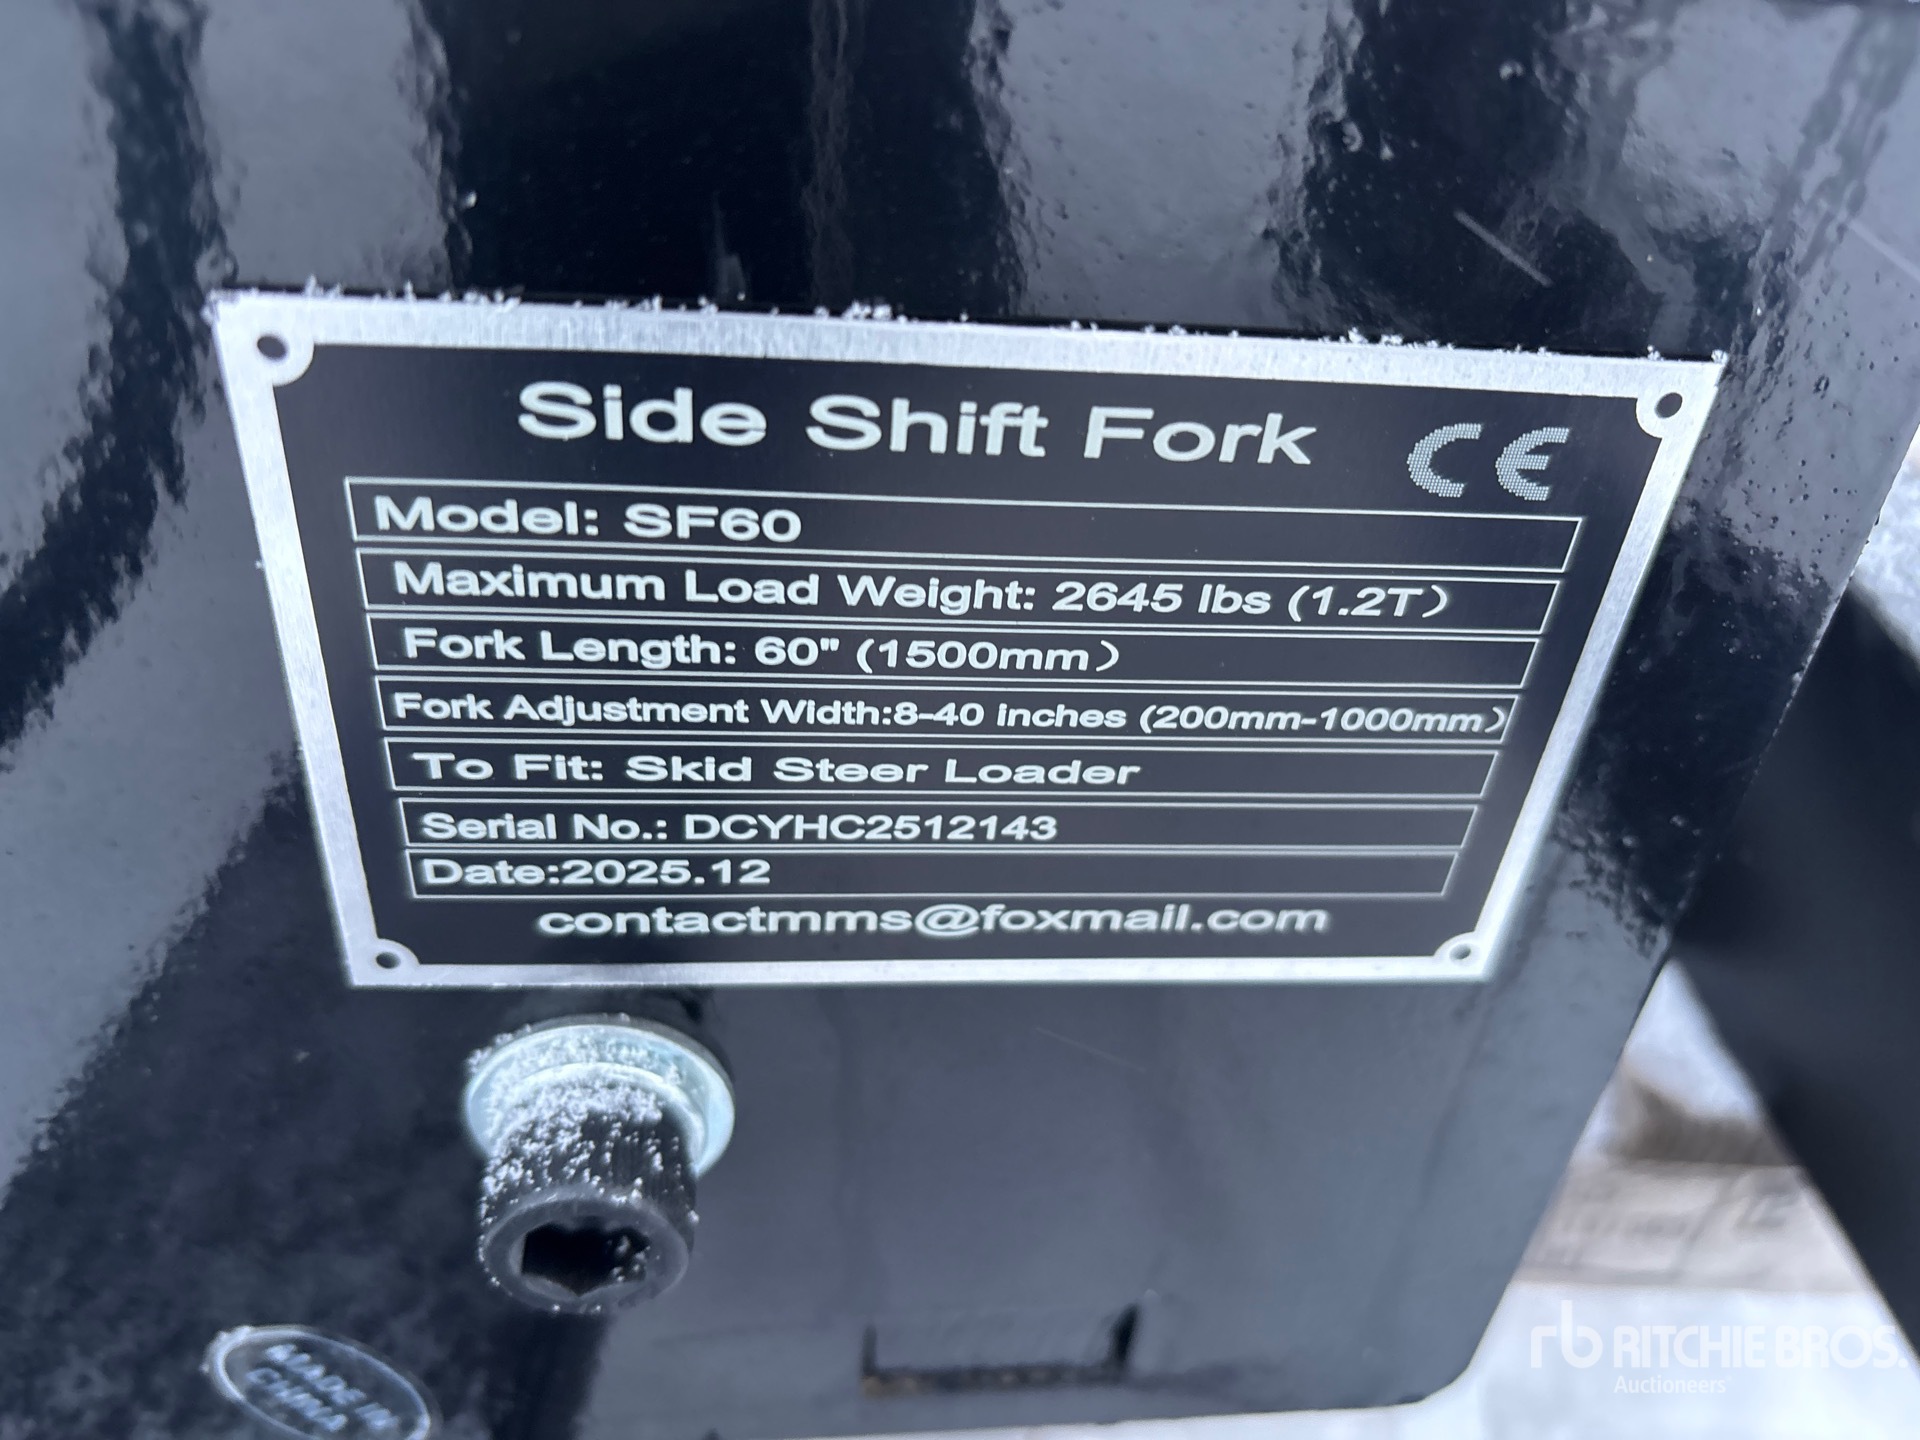 Side Shift Fork CE
Model: SF60
Maximum Load Weight: 2645 lbs (1.2T)
Fork Length: 60" (1500mm)
Fork Adjustment Width:8-40 inches (200mm-1000mm)
To Fit: Skid Steer Loader
Serial No.: DCYHC2512143
Date:2025.12
contactmms@foxmail.com
MADE IN
CHINA
rb RITCHIE BROS.
Auctioneers